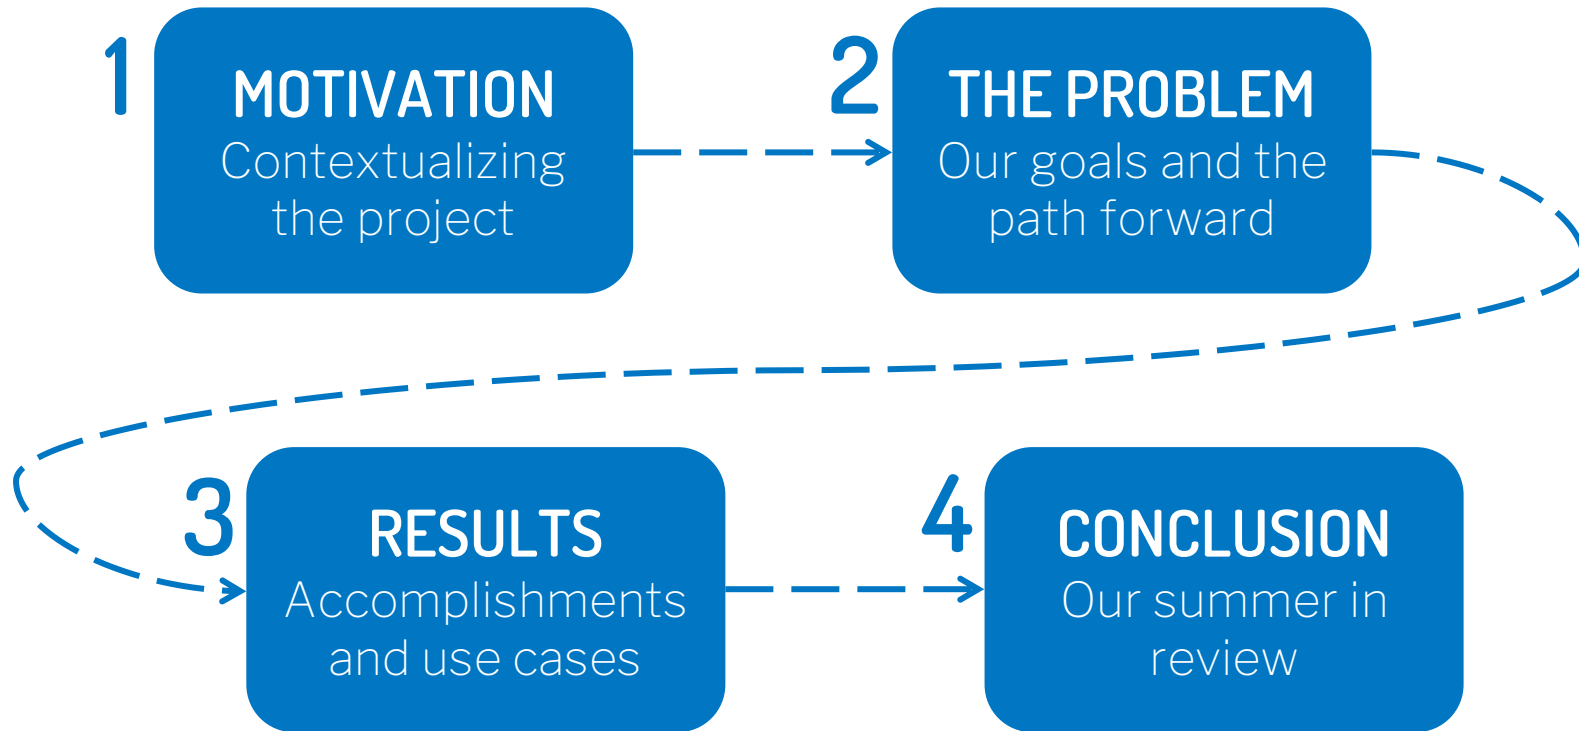 1
MOTIVATION
Contextualizing
the project
2
THE PROBLEM
Our goals and the
path forward
3
RESULTS
Accomplishments
and use cases
4
CONCLUSION
Our summer in
review